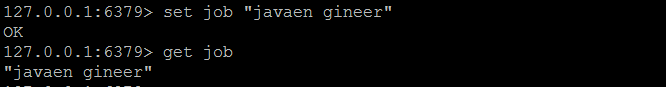 127.0.0.1:6379> set job "javaen gineer"
OK
127.0.0.1:6379> get job
"javaen gineer"